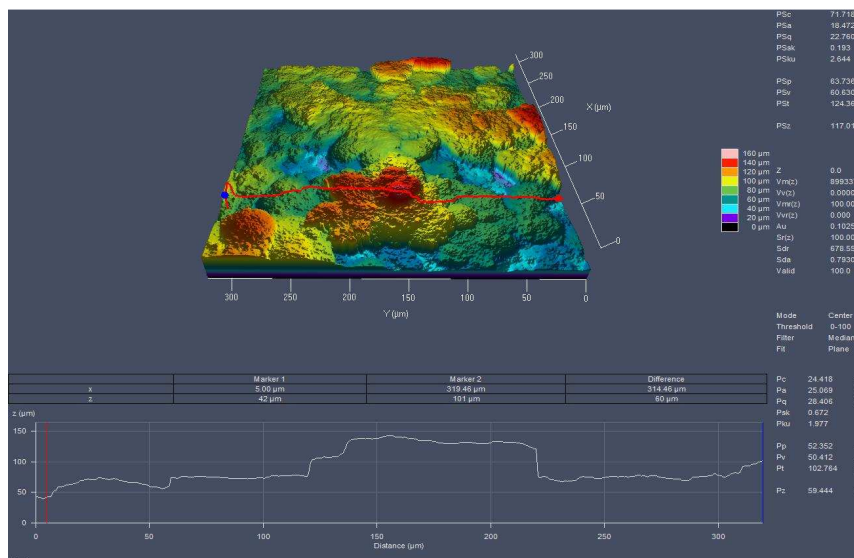 PSc 71.718
PSa 18.472
PSq 22.760
PSsk 0.193
PSku 2.644
PSp 63.736
PSv 60.630
PSt 124.36
PSz 117.01
300
250
200
X (µm)
150
100
50
0
160 µm
140 µm
120 µm
100 µm
80 µm
60 µm
40 µm
20 µm
0 µm
Z 0.0
Vm(z) 899337
Vv(z) 0.0000
Vmr(z) 100.00
Vvr(z) 0.000
Au 0.1025
Sr(z) 100.00
Sdr 678.55
Sda 0.7930
Valid 100.0
300 250 200 150 100 50 0
Y (µm)
Mode Center
Threshold 0-100
Filter Median
Fit Plane
Marker 1 Marker 2 Difference
x 5.00 µm 319.46 µm 314.46 µm
z 42 µm 101 µm 60 µm
Pc 24.418
Pa 25.069
Pq 28.406
Psk 0.672
Pku 1.977
Pp 52.352
Pv 50.412
Pt 102.764
Pz 59.444
z (µm)
150
100
50
0
0 50 100 150 200 250 300
Distance (µm)